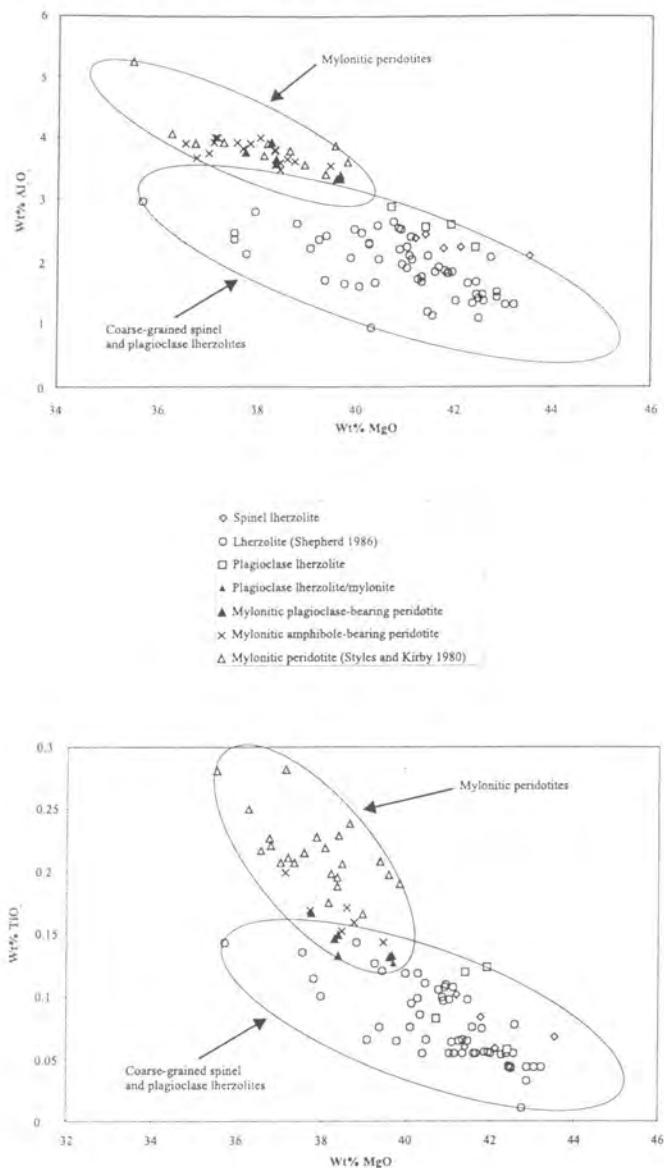 6
5
4
3
2
1
0
Wt% Al O
Mylonitic peridotites
Coarse-grained spinel
and plagioclase lherzolites
34 36 38 40 42 44 46
Wt% MgO
Spinel lherzolite
Lherzolite (Shepherd 1986)
Plagioclase lherzolite
Plagioclase lherzolite/mylonite
Mylonitic plagioclase-bearing peridotite
Mylonitic amphibole-bearing peridotite
Mylonitic peridotite (Styles and Kirby 1980)
0.3
0.25
0.2
0.15
0.1
0.05
0
Wt% TiO
Mylonitic peridotites
Coarse-grained spinel
and plagioclase lherzolites
32 34 36 38 40 42 44 46
Wt% MgO